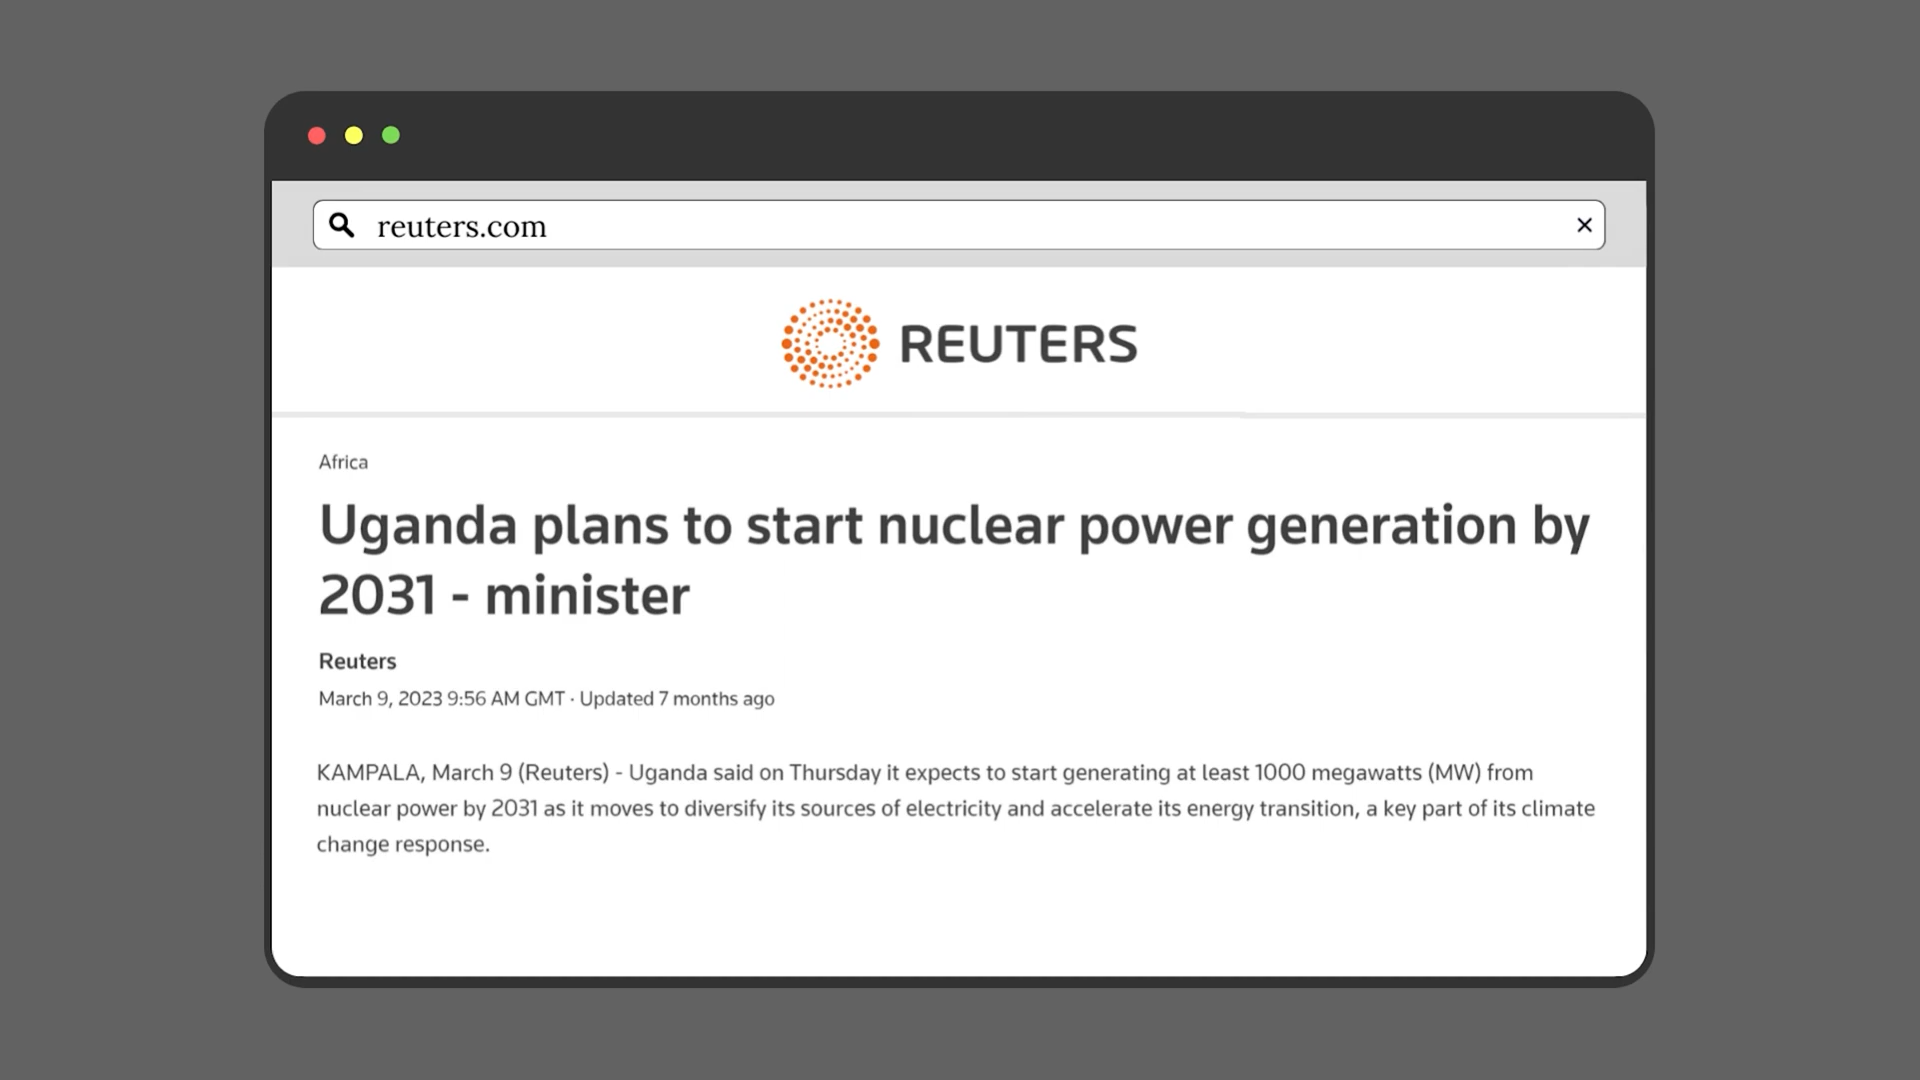 reuters.com
REUTERS
Africa
Uganda plans to start nuclear power generation by
2031 - minister
Reuters
March 9, 2023 9:56 AM GMT · Updated 7 months ago
KAMPALA, March 9 (Reuters) - Uganda said on Thursday it expects to start generating at least 1000 megawatts (MW) from
nuclear power by 2031 as it moves to diversify its sources of electricity and accelerate its energy transition, a key part of its climate
change response.